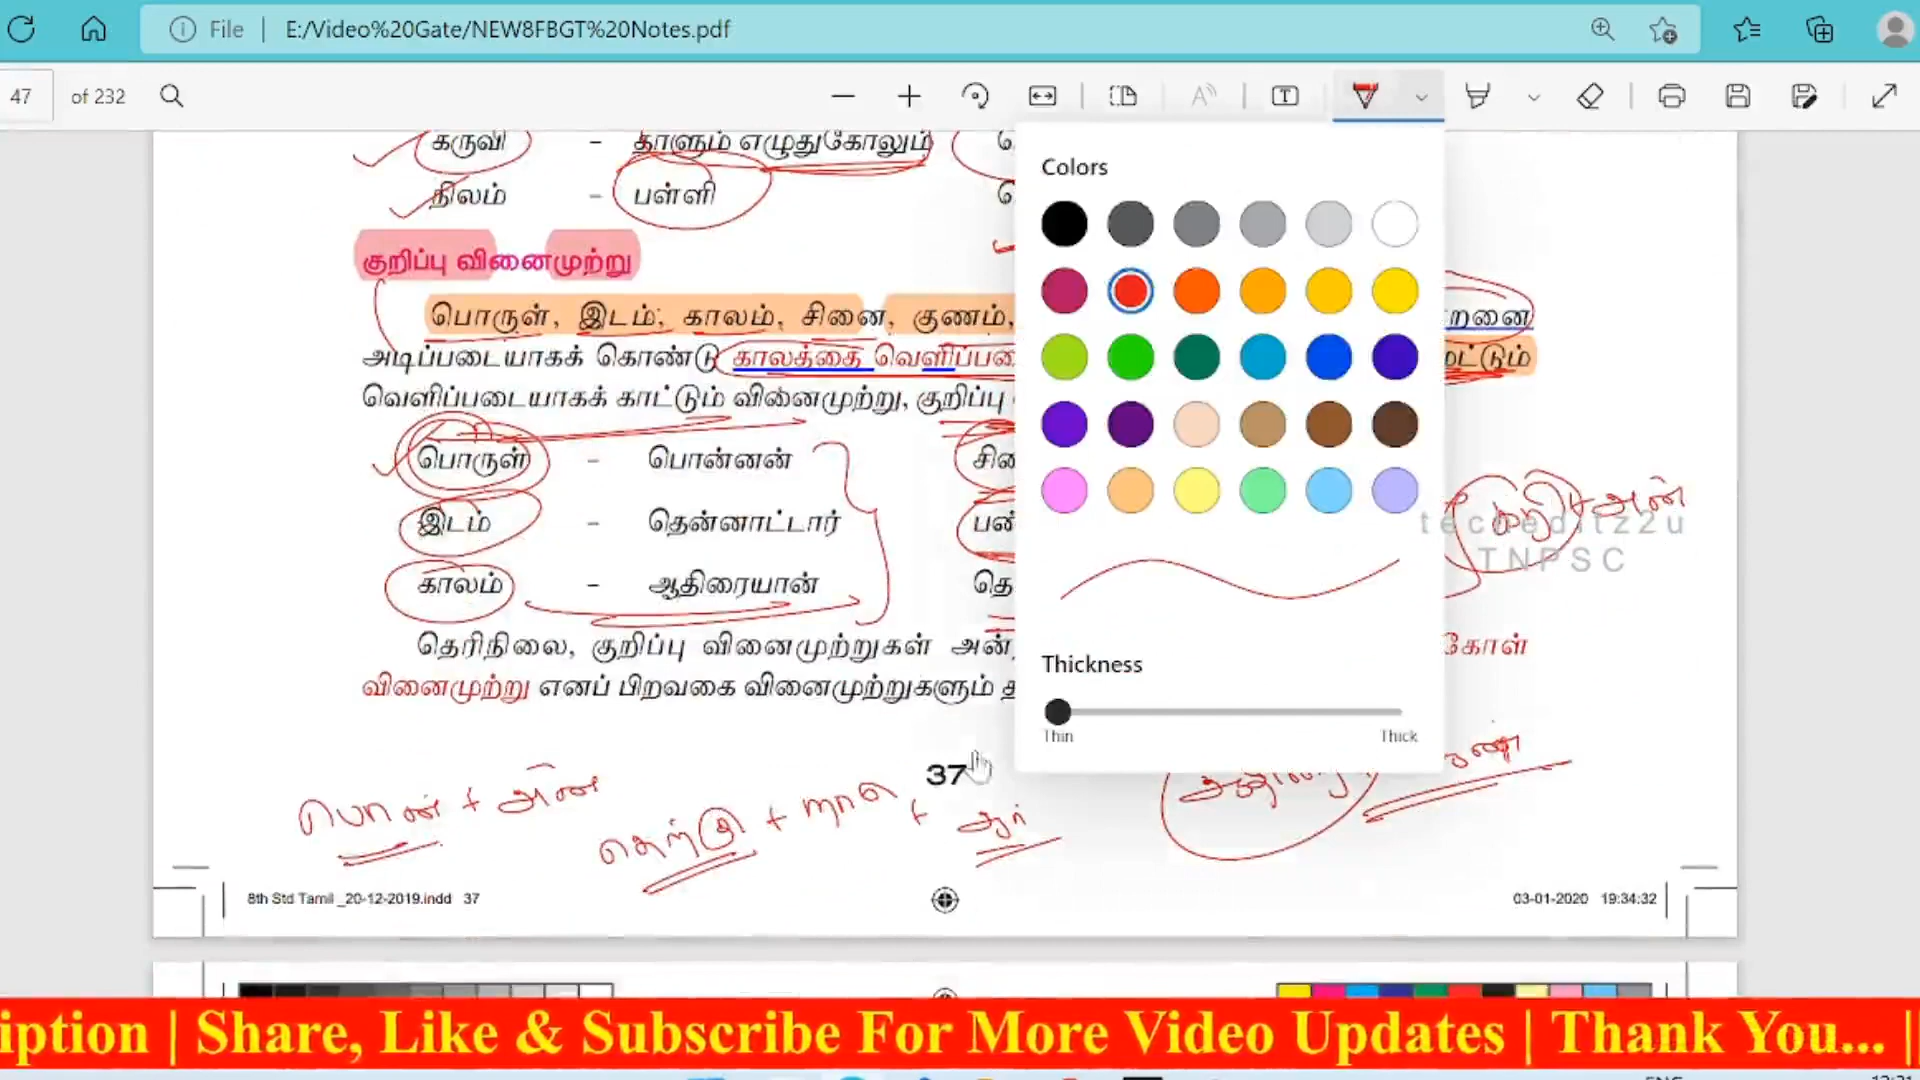 File E:/Video%20Gate/NEW8FBGT%20Notes.pdf
47 of 232
கருவி – தாளும் எழுதுகோலும்
நிலம் – பள்ளி
குறிப்பு வினைமுற்று
பொருள், இடம், காலம், சினை, குணம்,
அடிப்படையாகக் கொண்டு காலத்தை
வெளிப்படையாகக் காட்டும் வினைமுற்று, குறிப்பு
பொருள் – பொன்னன்
இடம் – தென்னாட்டார்
காலம் – ஆதிரையான்
தெரிநிலை, குறிப்பு வினைமுற்றுகள்
வினைமுற்று எனப் பிறவகை வினைமுற்றுகளும்
Colors
Thickness
Thin Thick
techeditz2u
TNPSC
37
பொன் + அன்
+ ஆர்
8th Std Tamil _20-12-2019.indd 37 03-01-2020 19:34:32
iption | Share, Like & Subscribe For More Video Updates | Thank You... ||